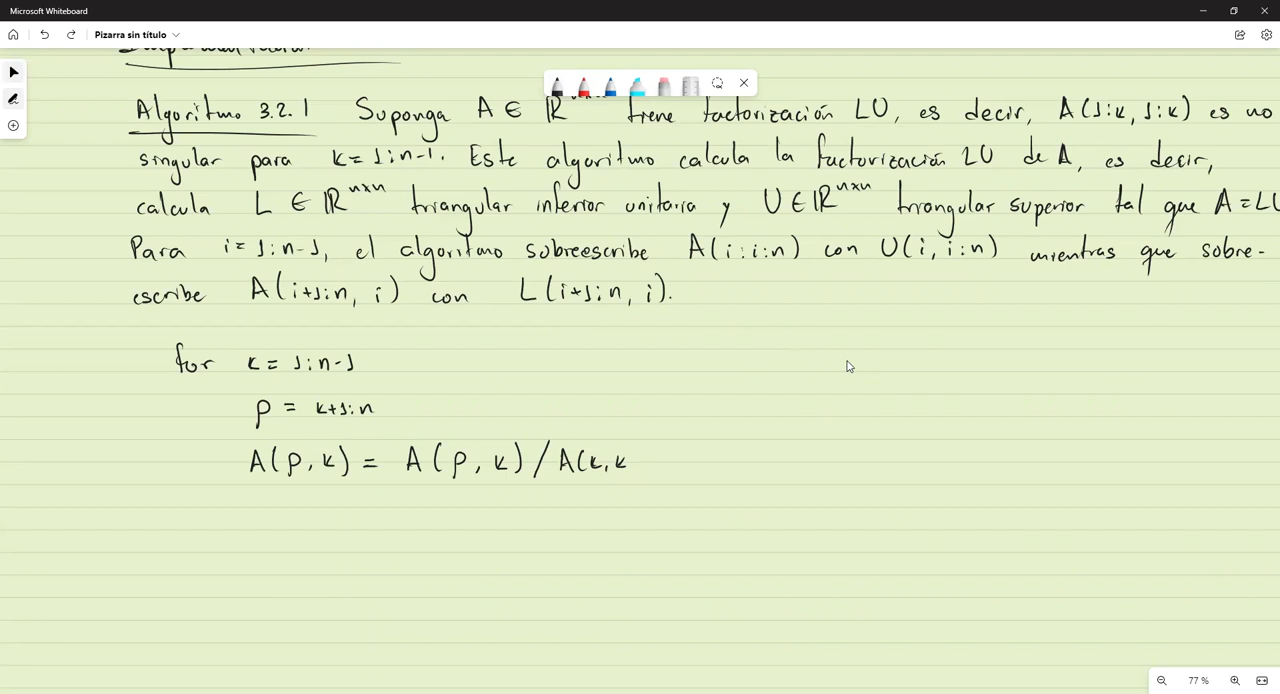 Microsoft Whiteboard
Pizarra sin título
Algoritmo 3.2.1 Suponga A ∈ ℝ tiene factorización LU, es decir, A(1:k, 1:k) es no
singular para k=1:n-1. Este algoritmo calcula la factorización LU de A, es decir,
calcula L ∈ ℝⁿˣⁿ triangular inferior unitaria y U ∈ ℝⁿˣⁿ triangular superior tal que A=LU
Para i=1:n-1, el algoritmo sobreescribe A(i:i:n) con U(i, i:n) mientras que sobre-
escribe A(i+1:n, i) con L(i+1:n, i).
for k = 1:n-1
ρ = k+1:n
A(ρ, k) = A(ρ, k) / A(k, k
77 %